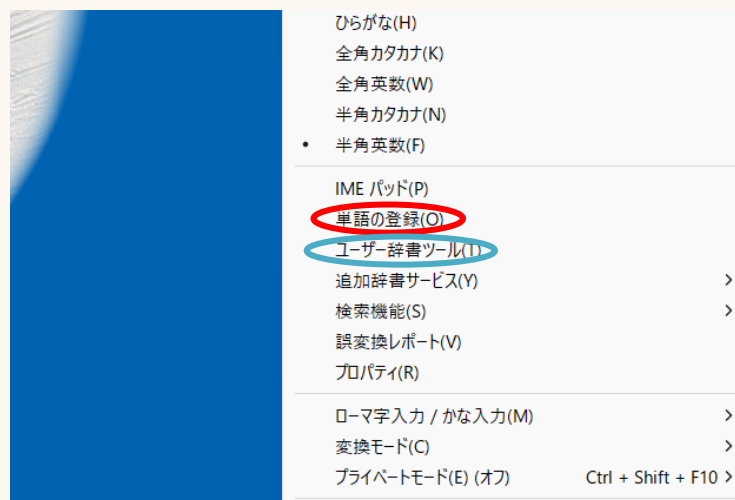 ひらがな(H)
全角カタカナ(K)
全角英数(W)
半角カタカナ(N)
• 半角英数(F)
IME パッド(P)
単語の登録(O)
ユーザー辞書ツール(T)
追加辞書サービス(Y) >
検索機能(S) >
誤変換レポート(V)
プロパティ(R)
ローマ字入力 / かな入力(M) >
変換モード(C) >
プライベートモード(E) (オフ) Ctrl + Shift + F10 >